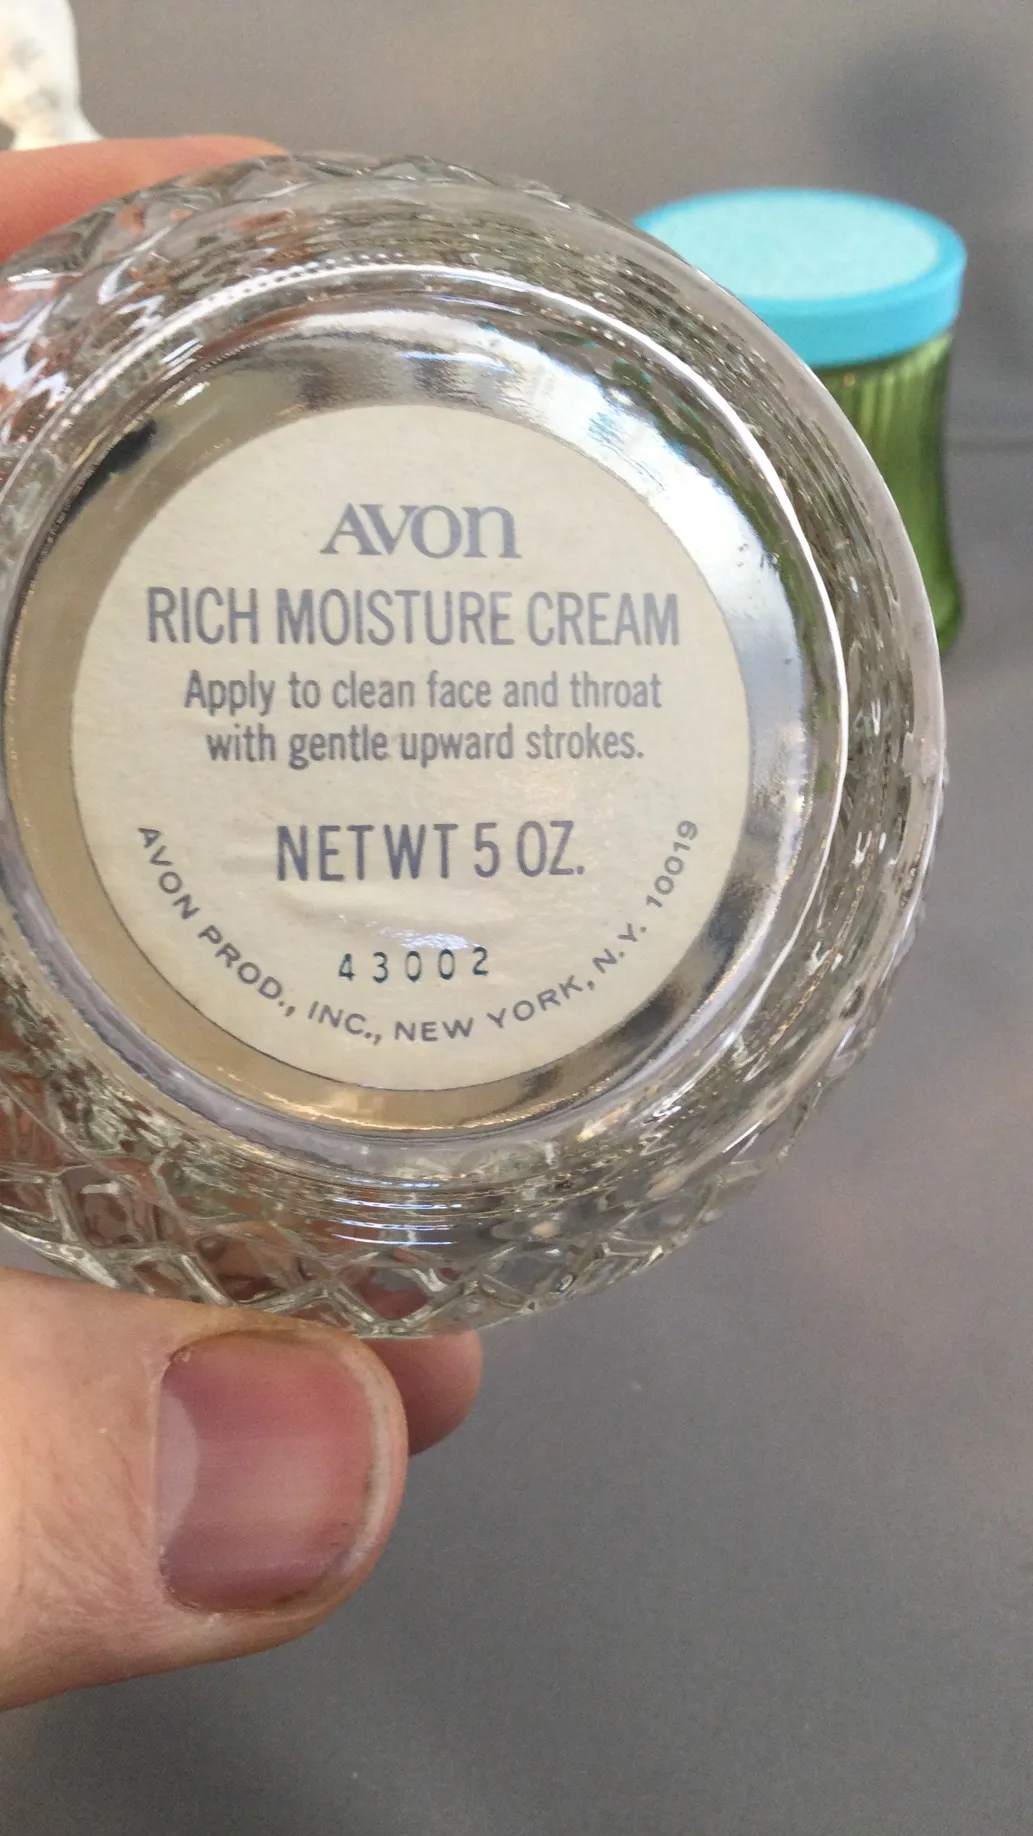 AVON
RICH MOISTURE CREAM
Apply to clean face and throat
with gentle upward strokes.
NET WT 5 OZ.
43002
AVON PROD., INC., NEW YORK, N.Y. 10019